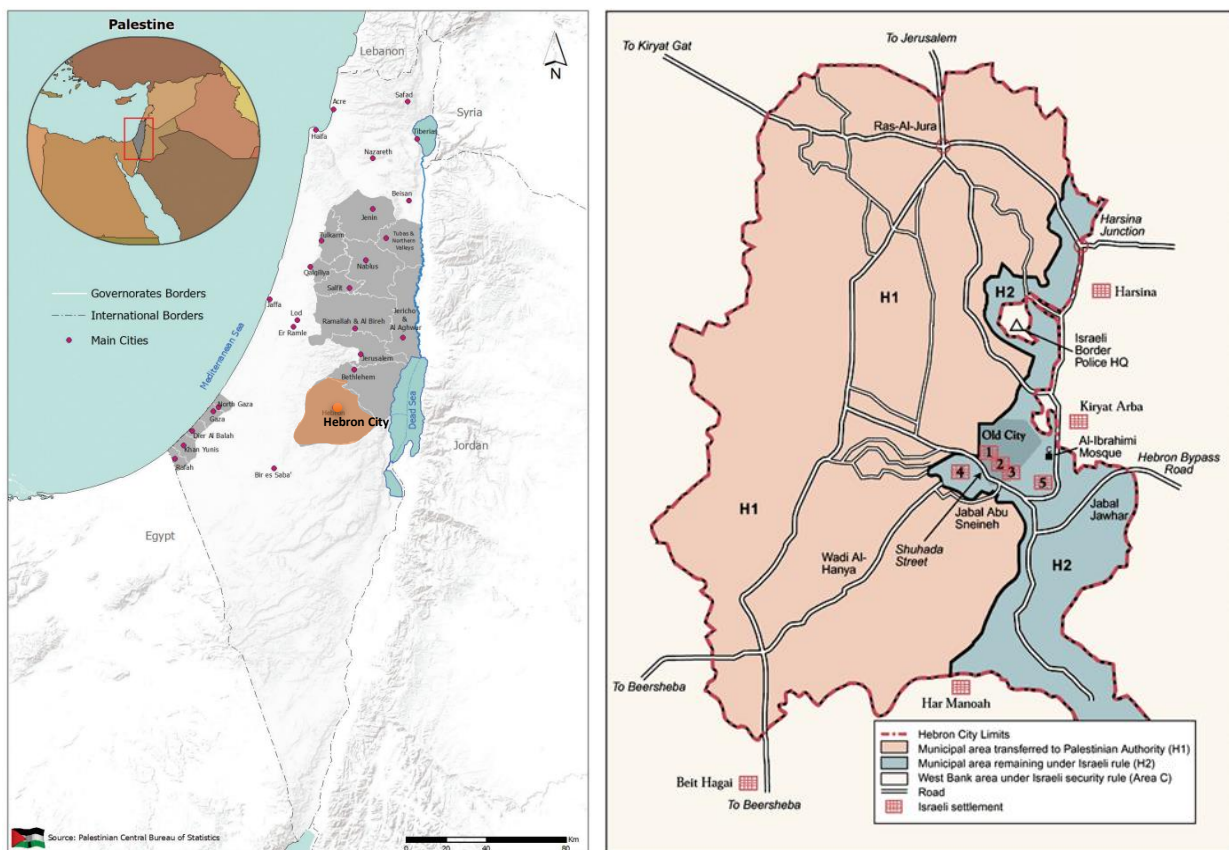 Palestine
Lebanon
N
Syria
Acre
Safad
Haifa
Tiberias
Nazareth
Beisan
Jenin
Tulkarm
Tubas &
Northern
Valleys
Nablus
Qalqiliya
Salfit
Governorates Borders
International Borders
Main Cities
Mediterranean Sea
Jaffa
Lod
Er Ramle
Ramallah & Al Bireh
Jericho
&
Al Aghwar
Jerusalem
Bethlehem
North Gaza
Gaza
Hebron City
Dead Sea
Dier Al Balah
Khan Yunis
Rafah
Jordan
Bir es Saba'
Egypt
Source: Palestinian Central Bureau of Statistics
0
20
40
80
Km
To Kiryat Gat
To Jerusalem
Ras-Al-Jura
Harsina
Junction
H1
H2
Harsina
Israeli
Border
Police HQ
Kiryat Arba
Old City
1
2
3
4
5
Al-Ibrahimi
Mosque
Hebron Bypass
Road
H1
Jabal Abu
Sneineh
Jabal
Jawhar
Shuhada
Street
Wadi Al-
Hanya
H2
To Beersheba
Har Manoah
Beit Hagai
To Beersheba
Hebron City Limits
Municipal area transferred to Palestinian Authority (H1)
Municipal area remaining under Israeli rule (H2)
West Bank area under Israeli security rule (Area C)
Road
Israeli settlement